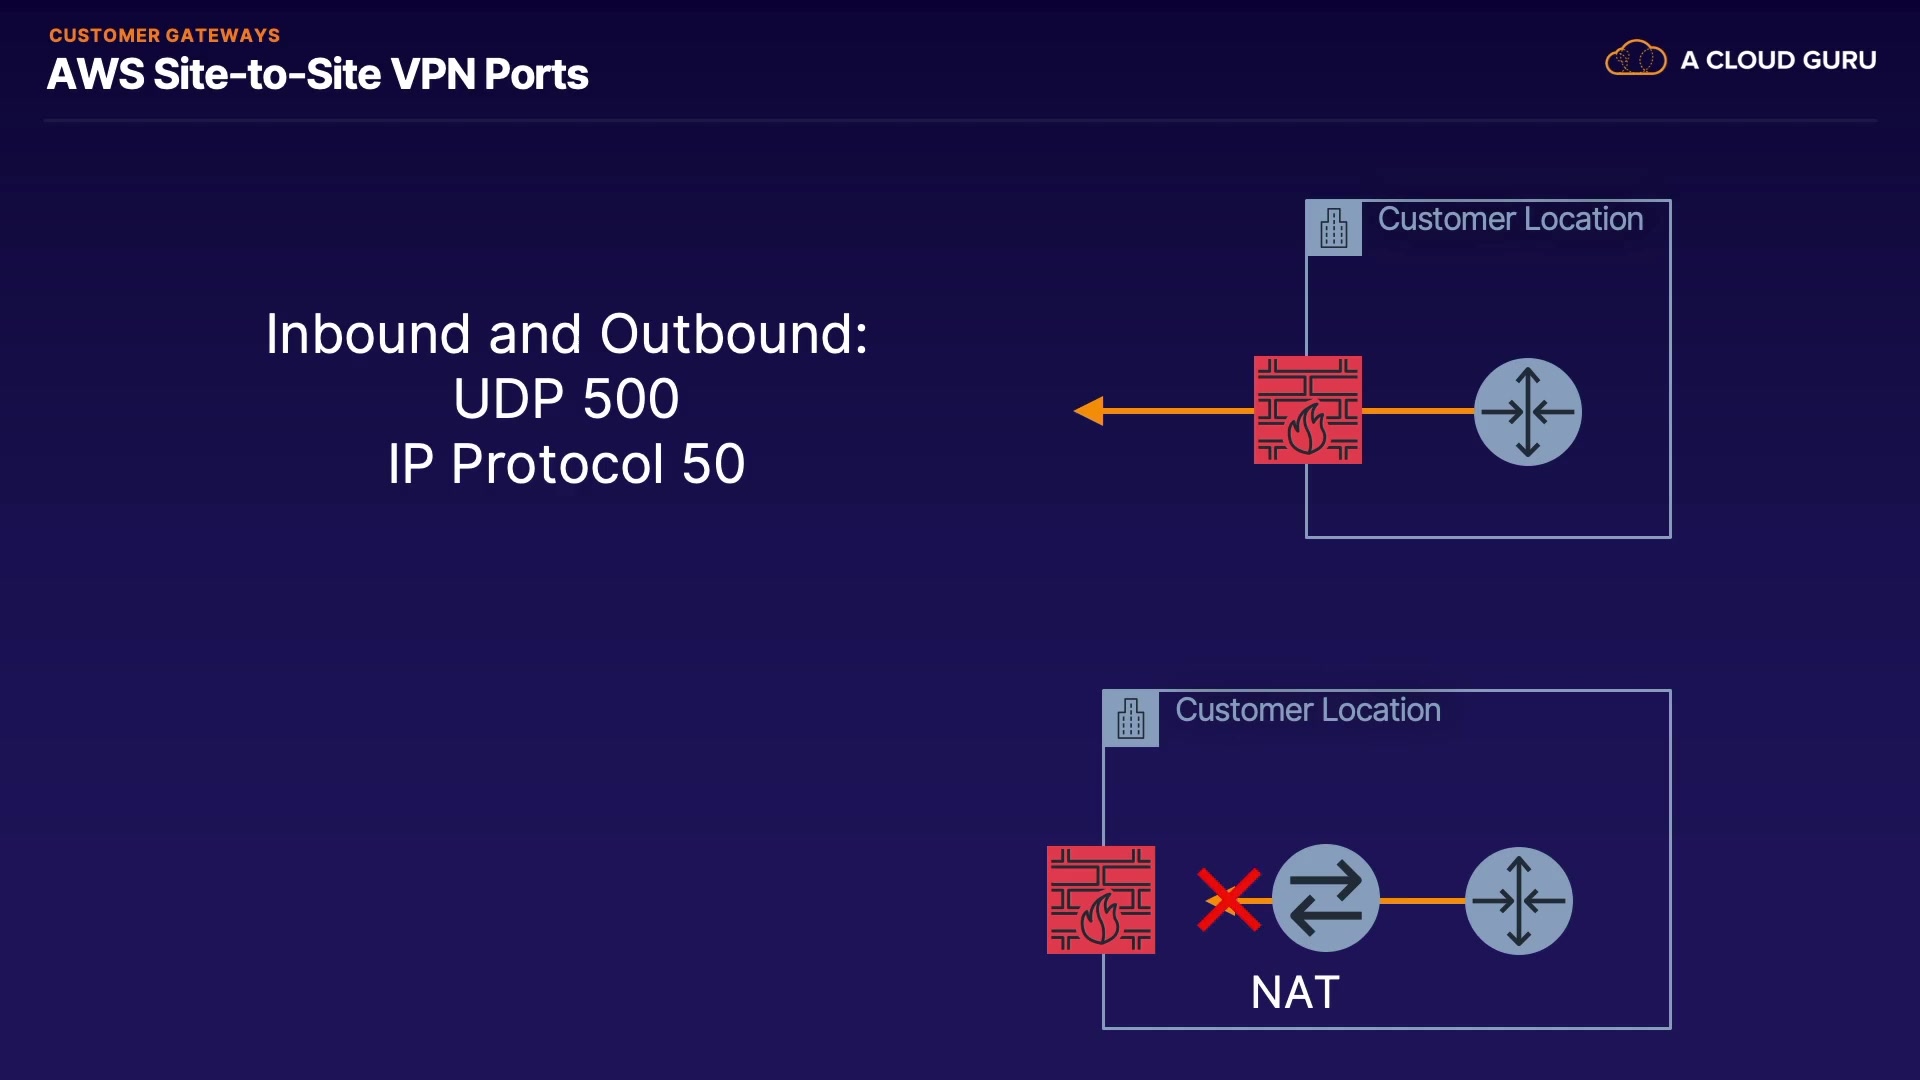 CUSTOMER GATEWAYS
AWS Site-to-Site VPN Ports
A CLOUD GURU
Customer Location
Inbound and Outbound:
UDP 500
IP Protocol 50
Customer Location
NAT